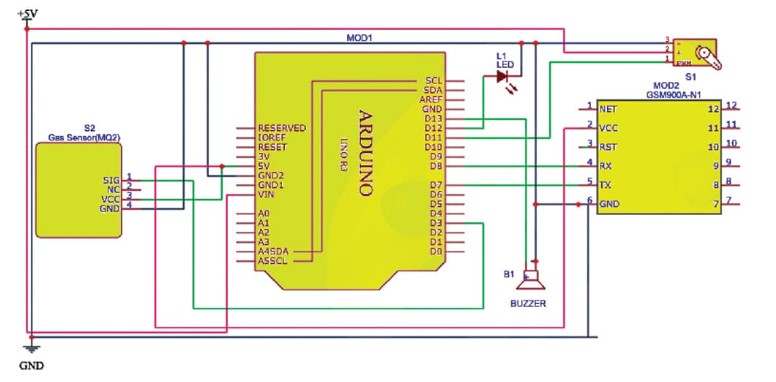 +5V
MOD1
L1
LED
3
-
2
+
1
PWM
S1
MOD2
GSM900A-N1
S2
Gas Sensor(MQ2)
SIG
1
NC
2
VCC
3
GND
4
ARDUINO
UNO R3
RESERVED
IOREF
RESET
3V
5V
GND2
GND1
VIN
A0
A1
A2
A3
A4SDA
A5SCL
SCL
SDA
AREF
GND
D13
D12
D11
D10
D9
D8
D7
D6
D5
D4
D3
D2
D1
D0
1
NET
2
VCC
3
RST
4
RX
5
TX
6
GND
12
12
11
11
10
10
9
9
8
8
7
7
B1
+
BUZZER
GND